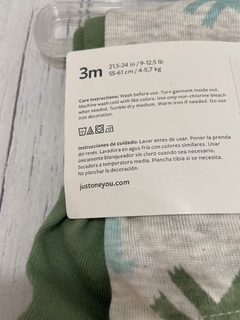 3m
21,5-24 in / 9-12,5 lb
55-61 cm / 4-5,7 kg
Care Instructions: Wash before use. Turn garment inside out.
Machine wash cold with like colors. Use only non-chlorine bleach
when needed. Tumble dry medium. Warm iron if needed. Do not
iron decoration.
Instrucciones de cuidado: Lavar antes de usar. Poner la prenda
del revés. Lavadora en agua fría con colores similares. Usar
únicamente blanqueador sin cloro cuando sea necesario.
Secadora a temperatura media. Plancha tibia si se necesita.
No planchar la decoración.
justoneyou.com